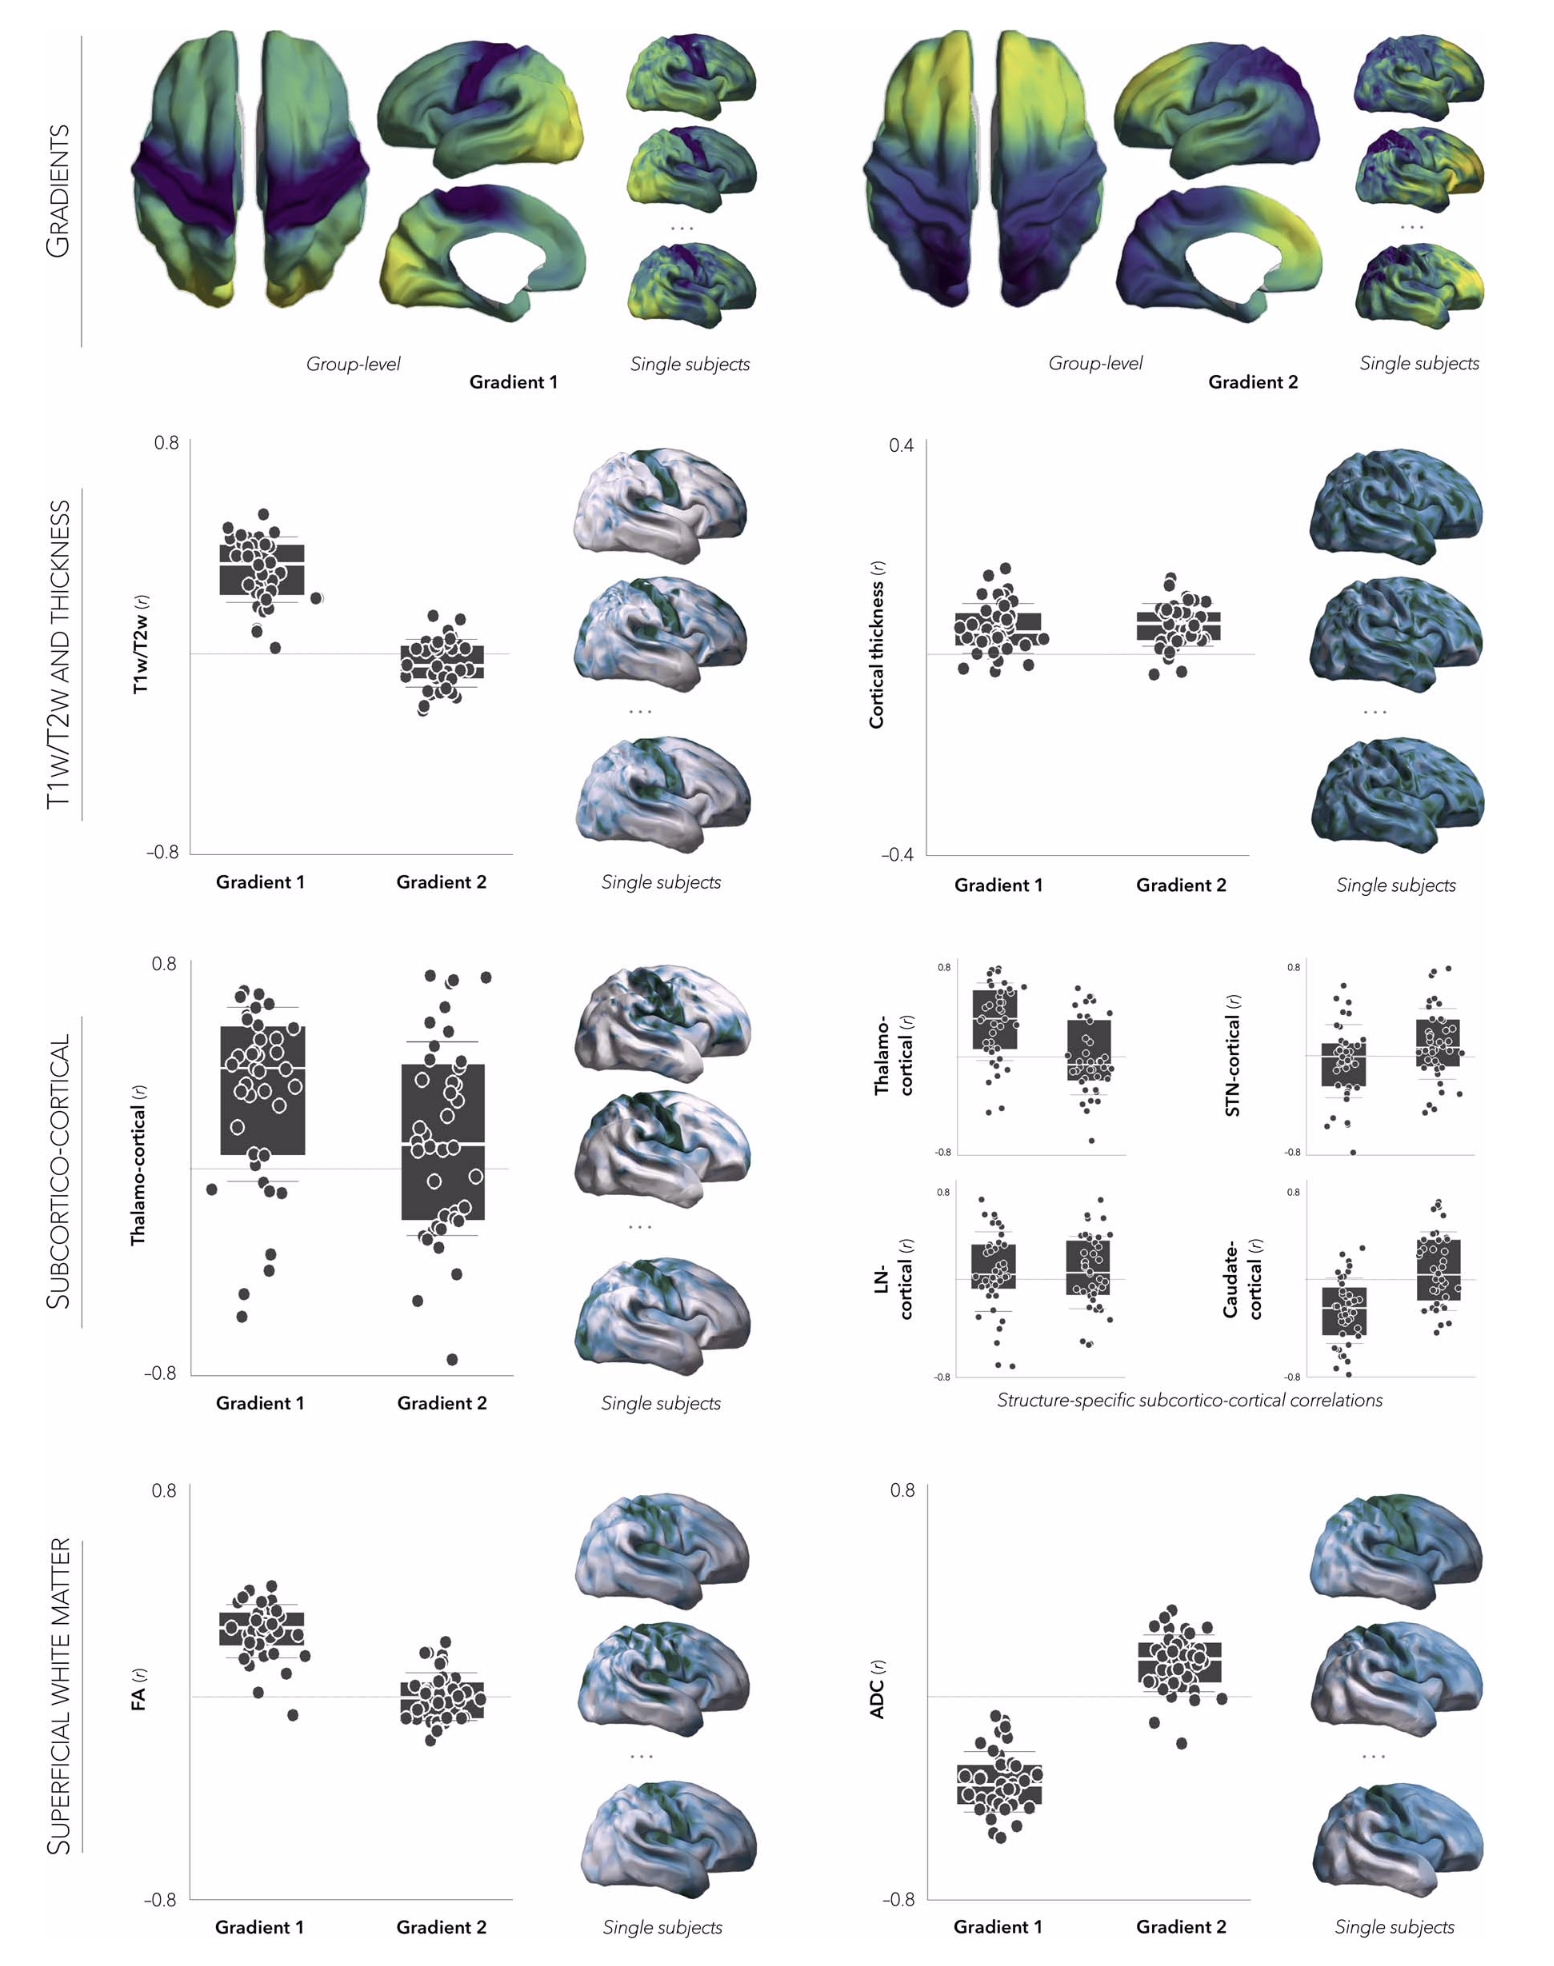 GRADIENTS
Group-level
Gradient 1
Single subjects
...
Group-level
Gradient 2
Single subjects
...
T1W/T2W AND THICKNESS
0.8
T1w/T2w (r)
–0.8
Gradient 1
Gradient 2
...
Single subjects
0.4
Cortical thickness (r)
–0.4
Gradient 1
Gradient 2
...
Single subjects
SUBCORTICO-CORTICAL
0.8
Thalamo-cortical (r)
–0.8
Gradient 1
Gradient 2
...
Single subjects
0.8
Thalamo-
cortical (r)
-0.8
0.8
STN-cortical (r)
-0.8
0.8
LN-
cortical (r)
-0.8
0.8
Caudate-
cortical (r)
-0.8
Structure-specific subcortico-cortical correlations
SUPERFICIAL WHITE MATTER
0.8
FA (r)
–0.8
Gradient 1
Gradient 2
...
Single subjects
0.8
ADC (r)
–0.8
Gradient 1
Gradient 2
...
Single subjects